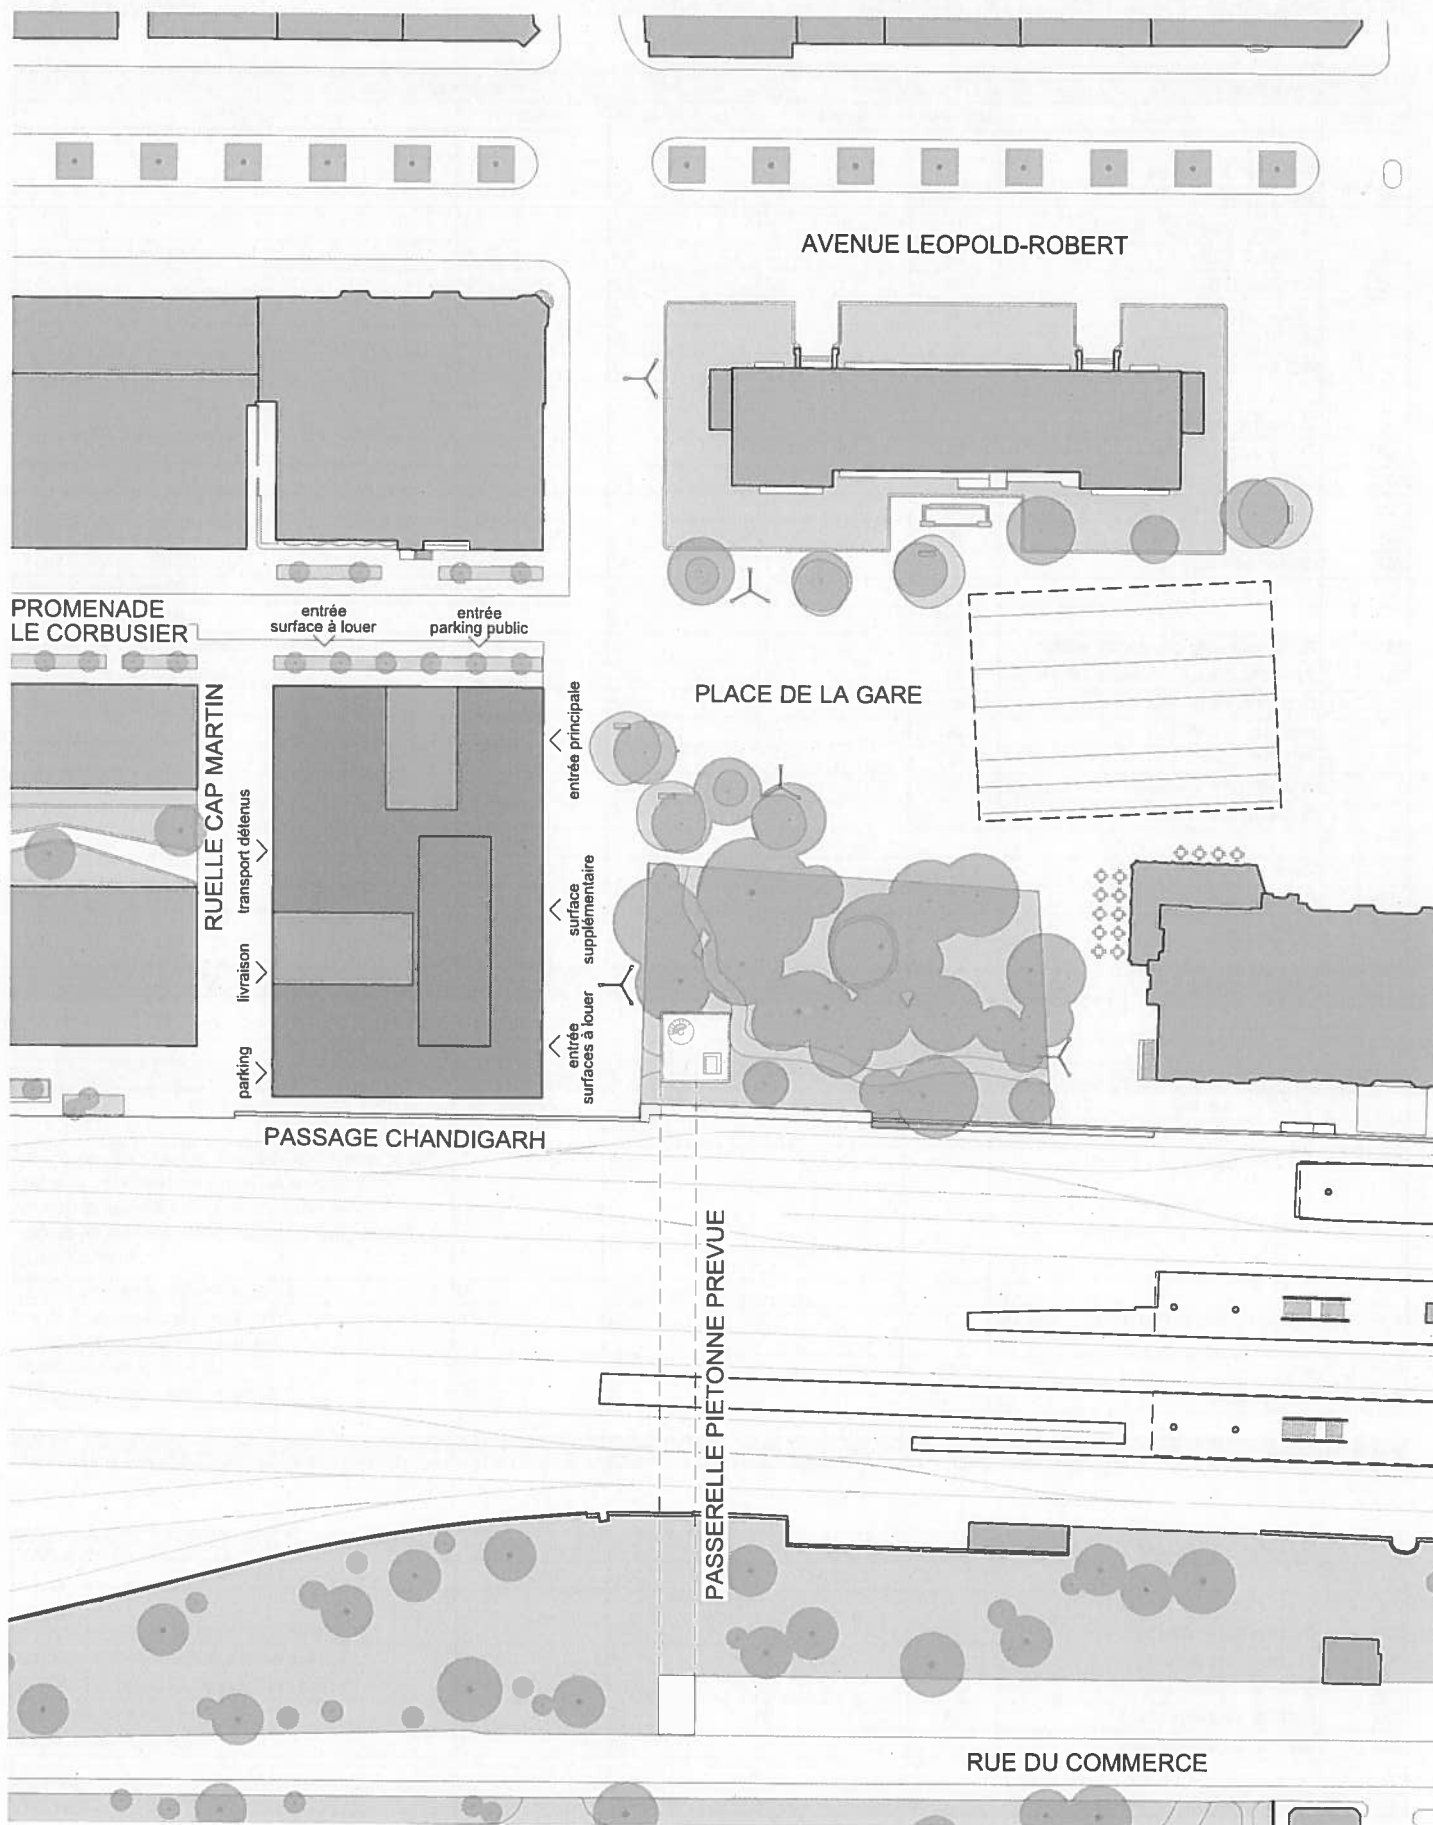 AVENUE LEOPOLD-ROBERT
PROMENADE
LE CORBUSIER
entrée
surface à louer
entrée
parking public
RUELLE CAP MARTIN
transport détenus
livraison
parking
entrée principale
surface
supplémentaire
entrée
surfaces à louer
PLACE DE LA GARE
PASSAGE CHANDIGARH
PASSERELLE PIETONNE PREVUE
RUE DU COMMERCE